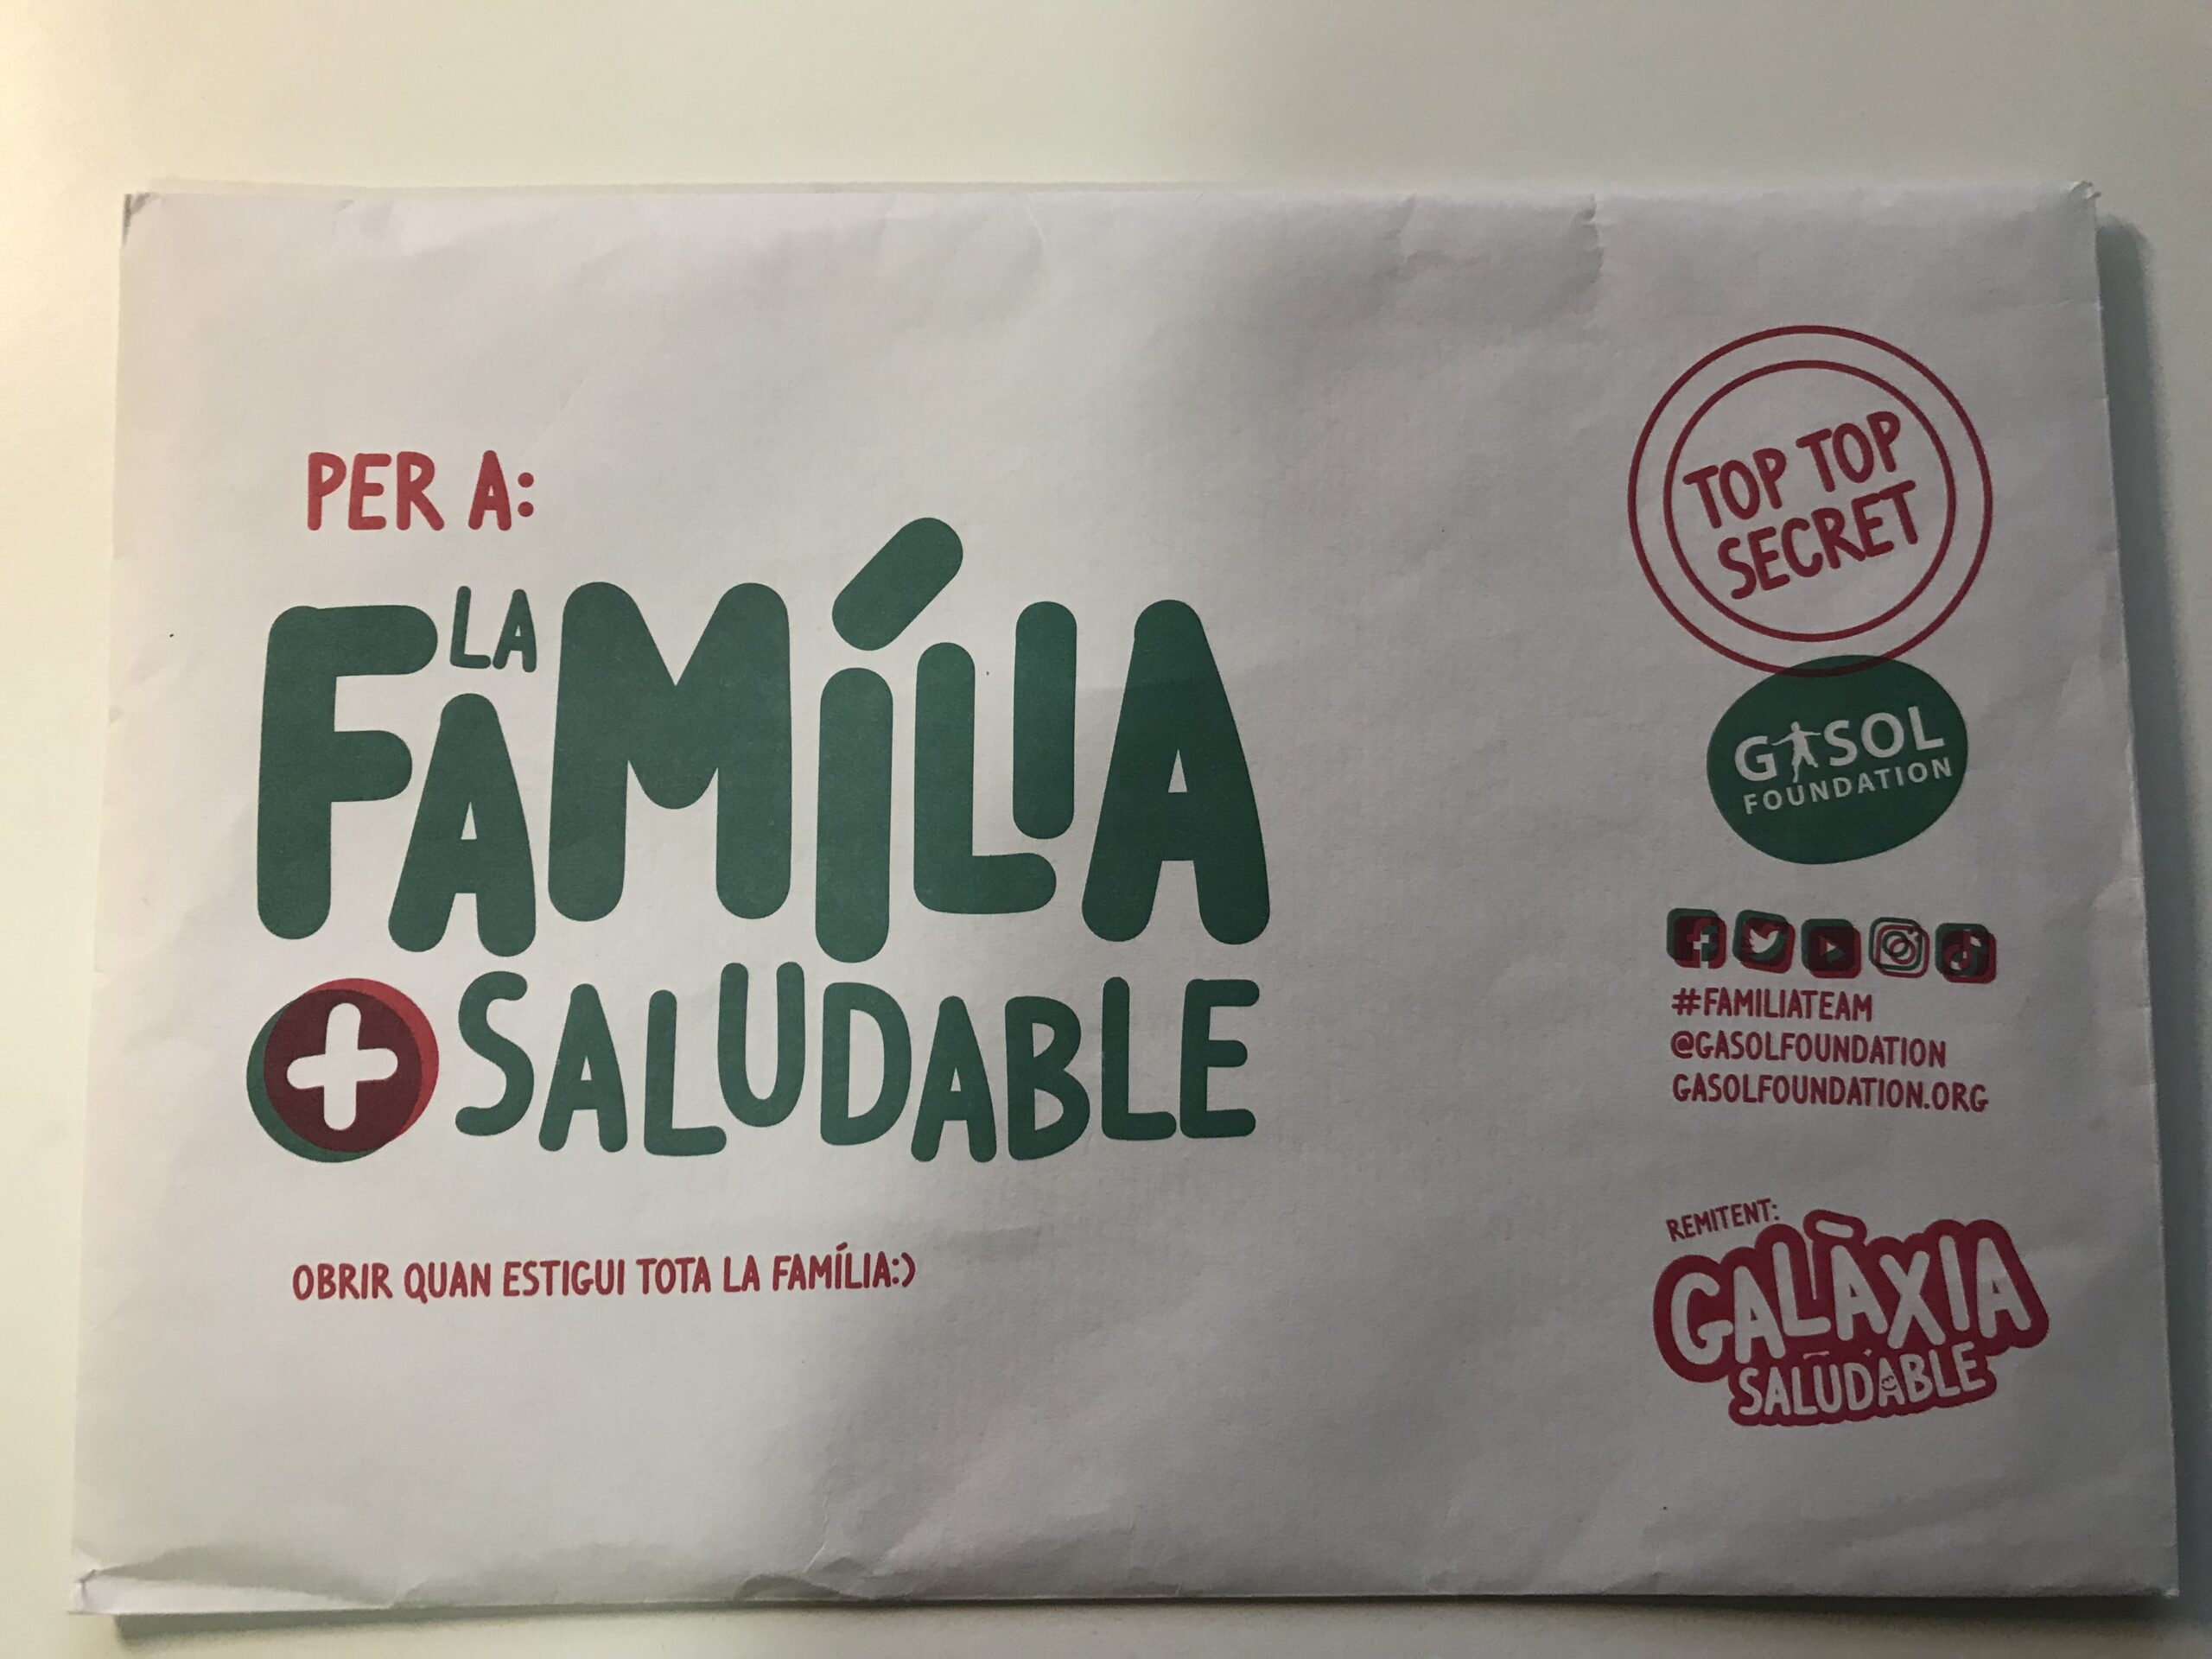 PER A:
LA
FAMÍLIA
+ SALUDABLE
OBRIR QUAN ESTIGUI TOTA LA FAMÍLIA:)
TOP TOP
SECRET
GASOL
FOUNDATION
#FAMILIATEAM
@GASOLFOUNDATION
GASOLFOUNDATION.ORG
REMITENT:
GALÀXIA
SALUDABLE